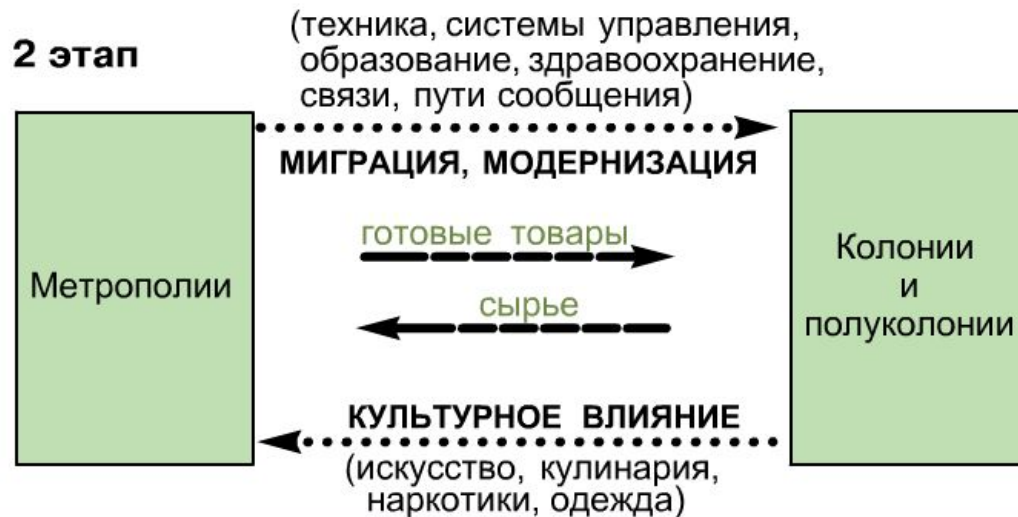 2 этап
(техника, системы управления,
образование, здравоохранение,
связи, пути сообщения)
МИГРАЦИЯ, МОДЕРНИЗАЦИЯ
готовые товары
Метрополии
Колонии
и
полуколонии
сырье
КУЛЬТУРНОЕ ВЛИЯНИЕ
(искусство, кулинария,
наркотики, одежда)